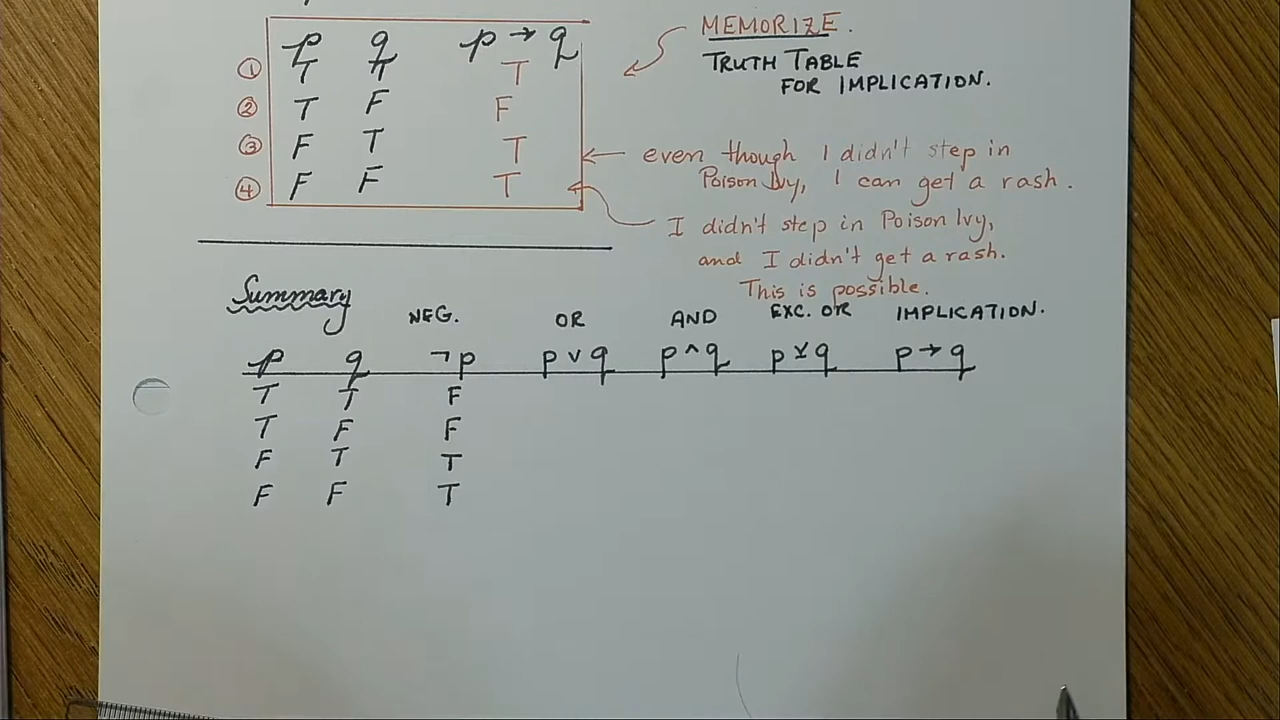 p q p → q
① T T T
② T F F
③ F T T
④ F F T
MEMORIZE.
TRUTH TABLE
FOR IMPLICATION.
even though I didn't step in
Poison Ivy, I can get a rash.
I didn't step in Poison Ivy,
and I didn't get a rash.
This is possible.
Summary
NEG. OR AND EXC. OR IMPLICATION.
p q ¬p p ∨ q p ∧ q p ⊻ q p → q
T T F
T F F
F T T
F F T